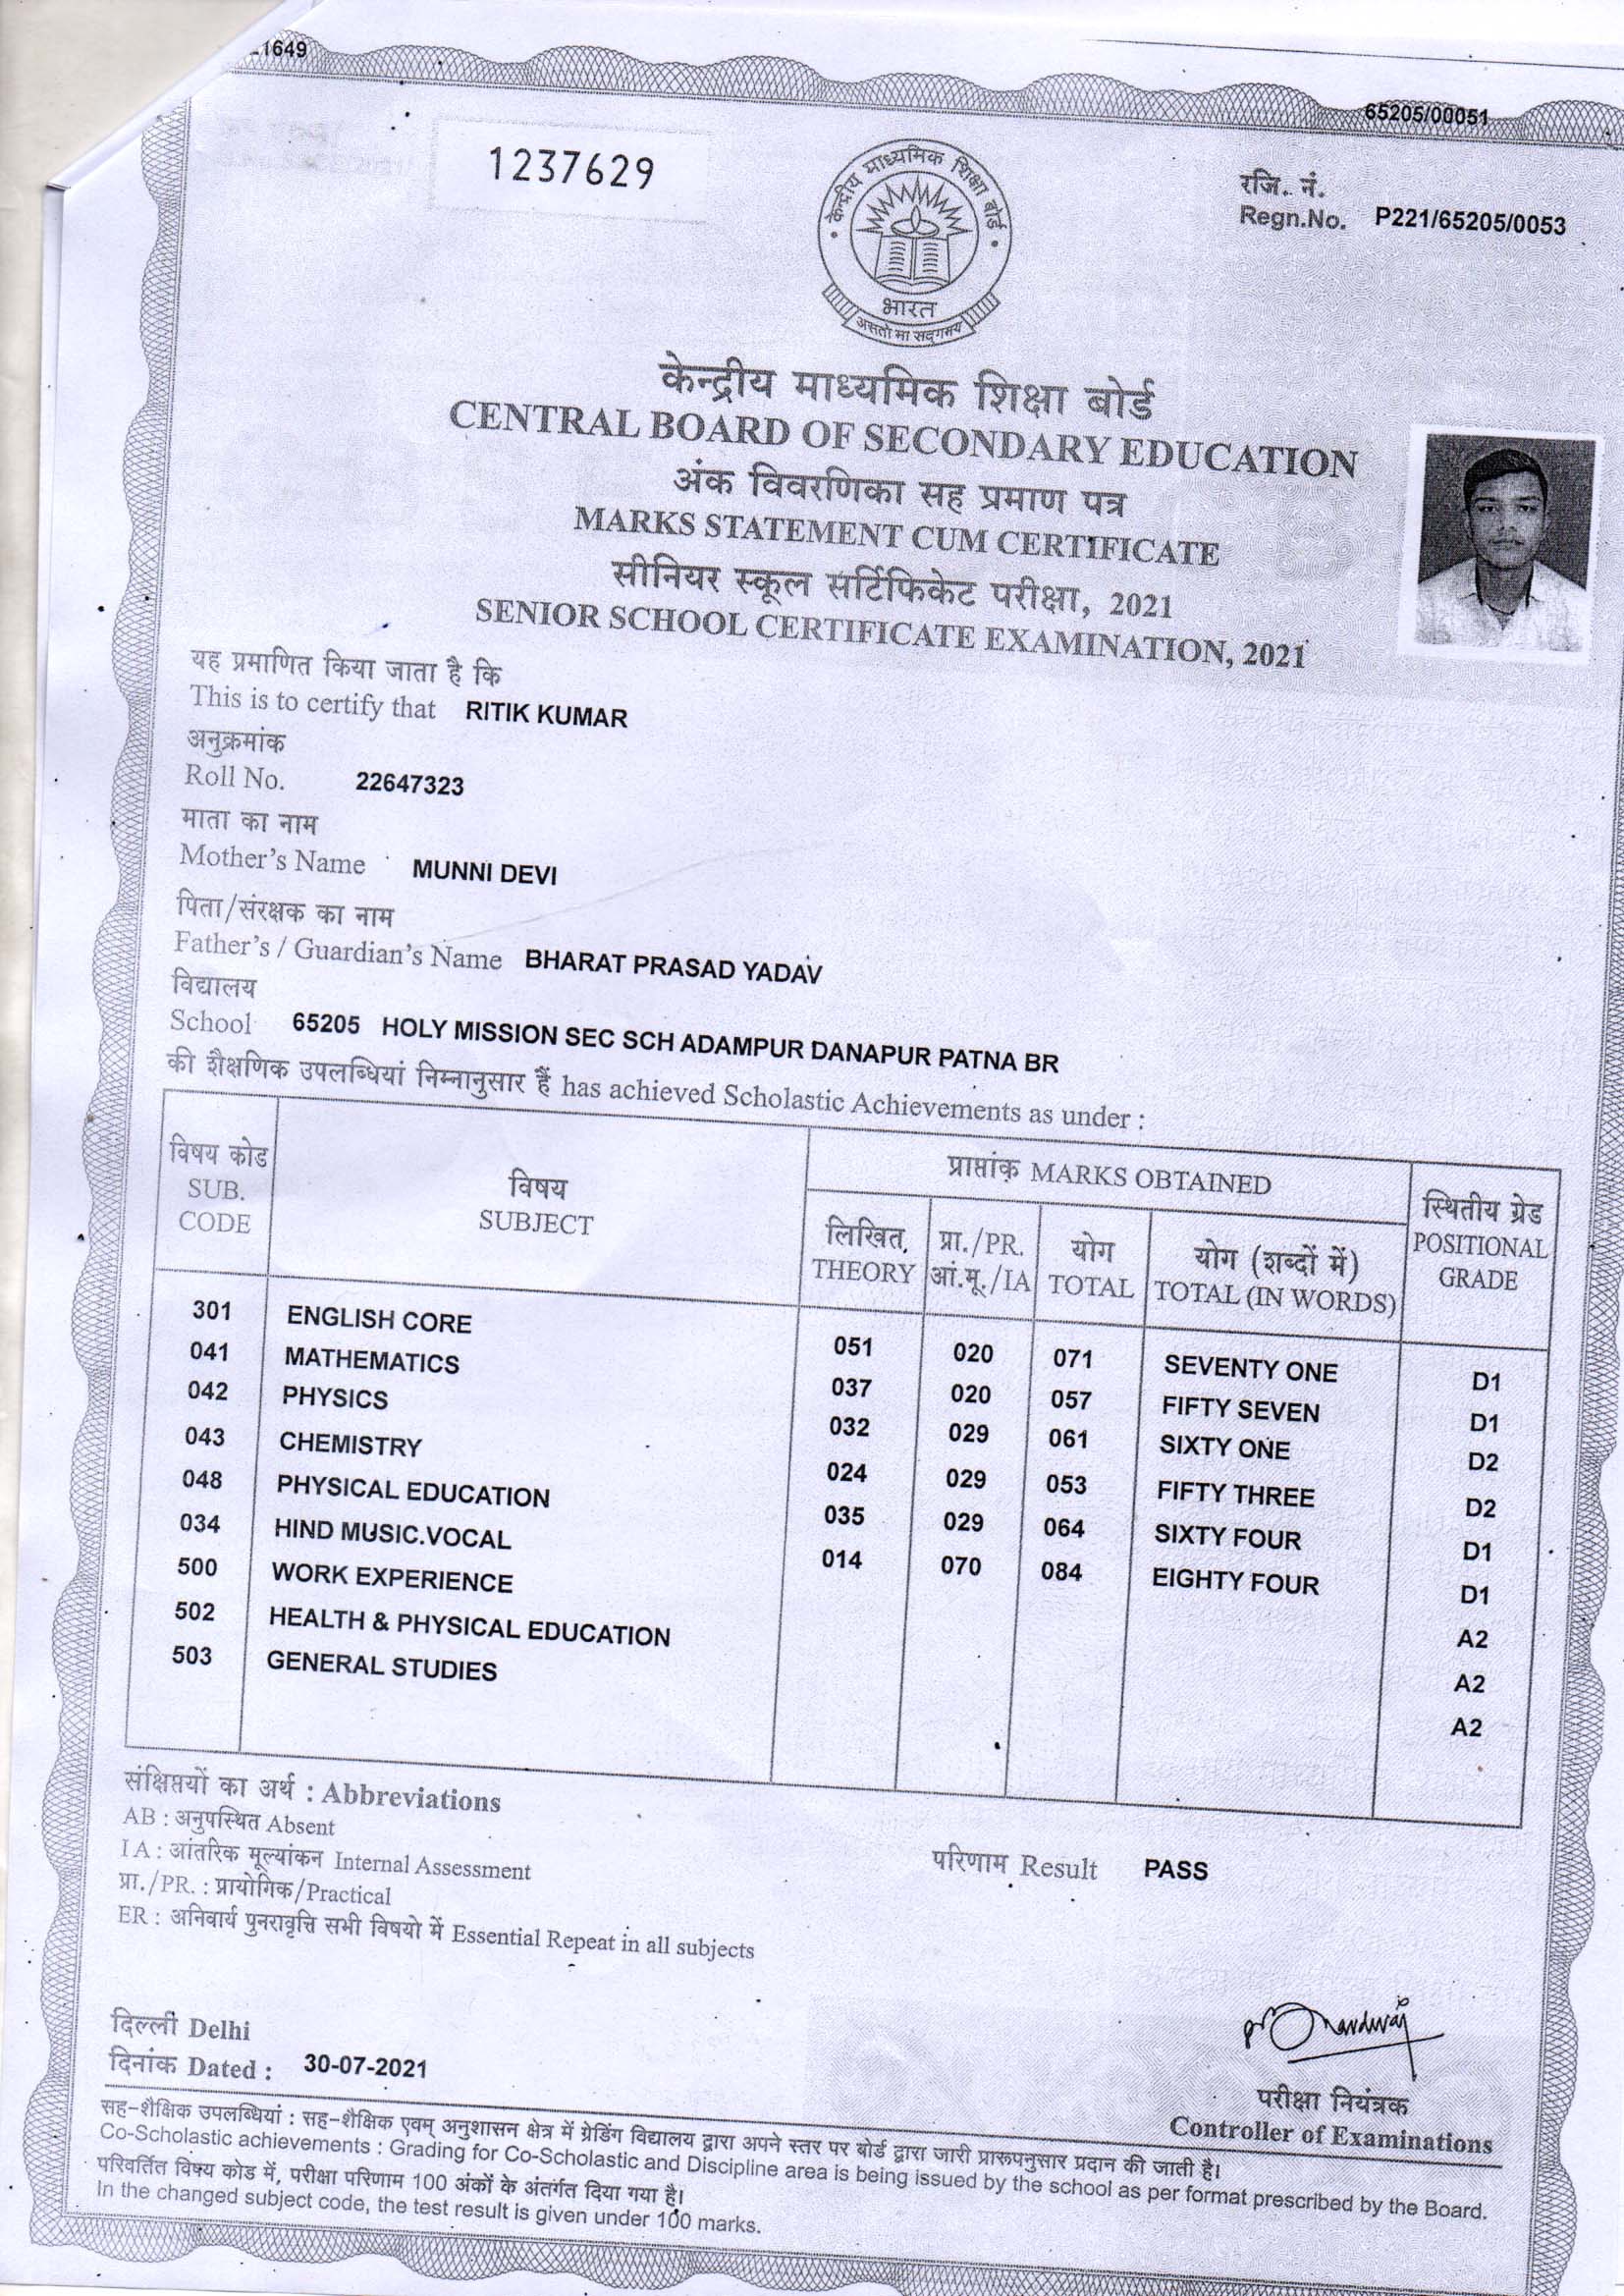 -1649
65205/00051
1237629
केन्द्रीय माध्यमिक शिक्षा बोर्ड
भारत
असतो मा सद्गमय
रजि. नं.
Regn.No. P221/65205/0053
केन्द्रीय माध्यमिक शिक्षा बोर्ड
CENTRAL BOARD OF SECONDARY EDUCATION
अंक विवरणिका सह प्रमाण पत्र
MARKS STATEMENT CUM CERTIFICATE
सीनियर स्कूल सर्टिफिकेट परीक्षा, 2021
SENIOR SCHOOL CERTIFICATE EXAMINATION, 2021
यह प्रमाणित किया जाता है कि
This is to certify that RITIK KUMAR
अनुक्रमांक
Roll No. 22647323
माता का नाम
Mother's Name MUNNI DEVI
पिता/संरक्षक का नाम
Father's / Guardian's Name BHARAT PRASAD YADAV
विद्यालय
School 65205 HOLY MISSION SEC SCH ADAMPUR DANAPUR PATNA BR
की शैक्षणिक उपलब्धियां निम्नानुसार हैं has achieved Scholastic Achievements as under :
विषय कोड
SUB.
CODE
विषय
SUBJECT
प्राप्तांक MARKS OBTAINED
लिखित
THEORY
प्रा./PR.
आं.मू./IA
योग
TOTAL
योग (शब्दों में)
TOTAL (IN WORDS)
स्थितीय ग्रेड
POSITIONAL
GRADE
301 ENGLISH CORE 051 020 071 SEVENTY ONE D1
041 MATHEMATICS 037 020 057 FIFTY SEVEN D1
042 PHYSICS 032 029 061 SIXTY ONE D2
043 CHEMISTRY 024 029 053 FIFTY THREE D2
048 PHYSICAL EDUCATION 035 029 064 SIXTY FOUR D1
034 HIND MUSIC.VOCAL 014 070 084 EIGHTY FOUR D1
500 WORK EXPERIENCE A2
502 HEALTH & PHYSICAL EDUCATION A2
503 GENERAL STUDIES A2
संक्षिप्तयों का अर्थ : Abbreviations
AB : अनुपस्थित Absent
I A : आंतरिक मूल्यांकन Internal Assessment
प्रा./PR. : प्रायोगिक/Practical
ER : अनिवार्य पुनरावृत्ति सभी विषयो में Essential Repeat in all subjects
परिणाम Result PASS
दिल्ली Delhi
दिनांक Dated : 30-07-2021
परीक्षा नियंत्रक
Controller of Examinations
सह-शैक्षिक उपलब्धियां : सह-शैक्षिक एवम् अनुशासन क्षेत्र में ग्रेडिंग विद्यालय द्वारा अपने स्तर पर बोर्ड द्वारा जारी प्रारूपनुसार प्रदान की जाती है।
Co-Scholastic achievements : Grading for Co-Scholastic and Discipline area is being issued by the school as per format prescribed by the Board.
परिवर्तित विषय कोड में, परीक्षा परिणाम 100 अंकों के अंतर्गत दिया गया है।
In the changed subject code, the test result is given under 100 marks.